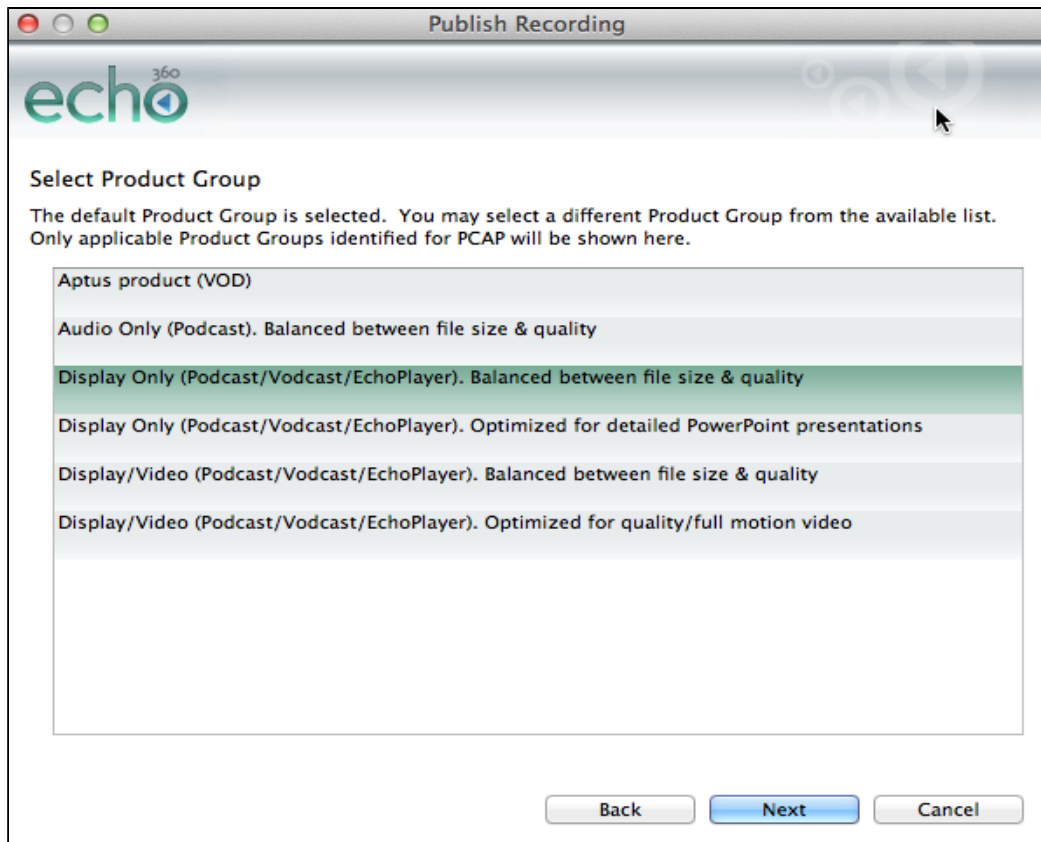 Publish Recording
echo360
Select Product Group
The default Product Group is selected. You may select a different Product Group from the available list.
Only applicable Product Groups identified for PCAP will be shown here.
Aptus product (VOD)
Audio Only (Podcast). Balanced between file size & quality
Display Only (Podcast/Vodcast/EchoPlayer). Balanced between file size & quality
Display Only (Podcast/Vodcast/EchoPlayer). Optimized for detailed PowerPoint presentations
Display/Video (Podcast/Vodcast/EchoPlayer). Balanced between file size & quality
Display/Video (Podcast/Vodcast/EchoPlayer). Optimized for quality/full motion video
Back Next Cancel